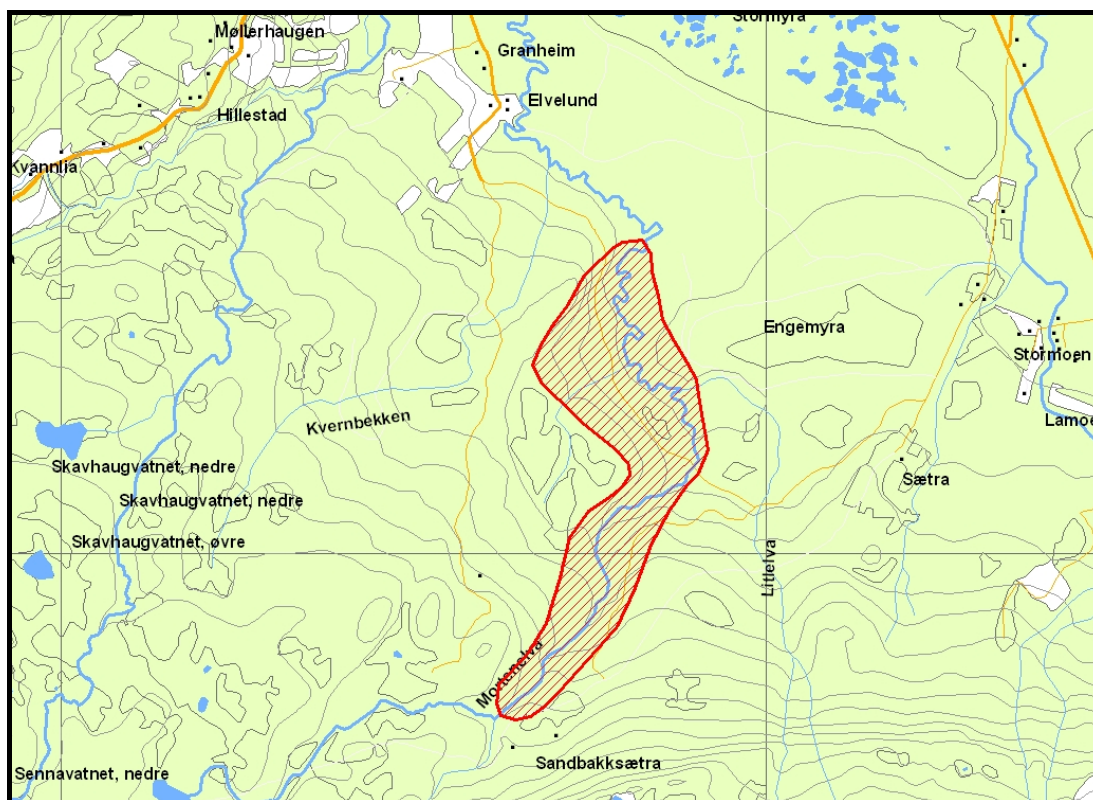 Stormyra
Møllerhaugen
Granheim
Elvelund
Hillestad
Kvannlia
Engemyra
Stormoen
Kvernbekken
Lamoe
Skavhaugvatnet, nedre
Sætra
Skavhaugvatnet, nedre
Skavhaugvatnet, øvre
Litlelva
Mortenelva
Sandbakksætra
Sennavatnet, nedre